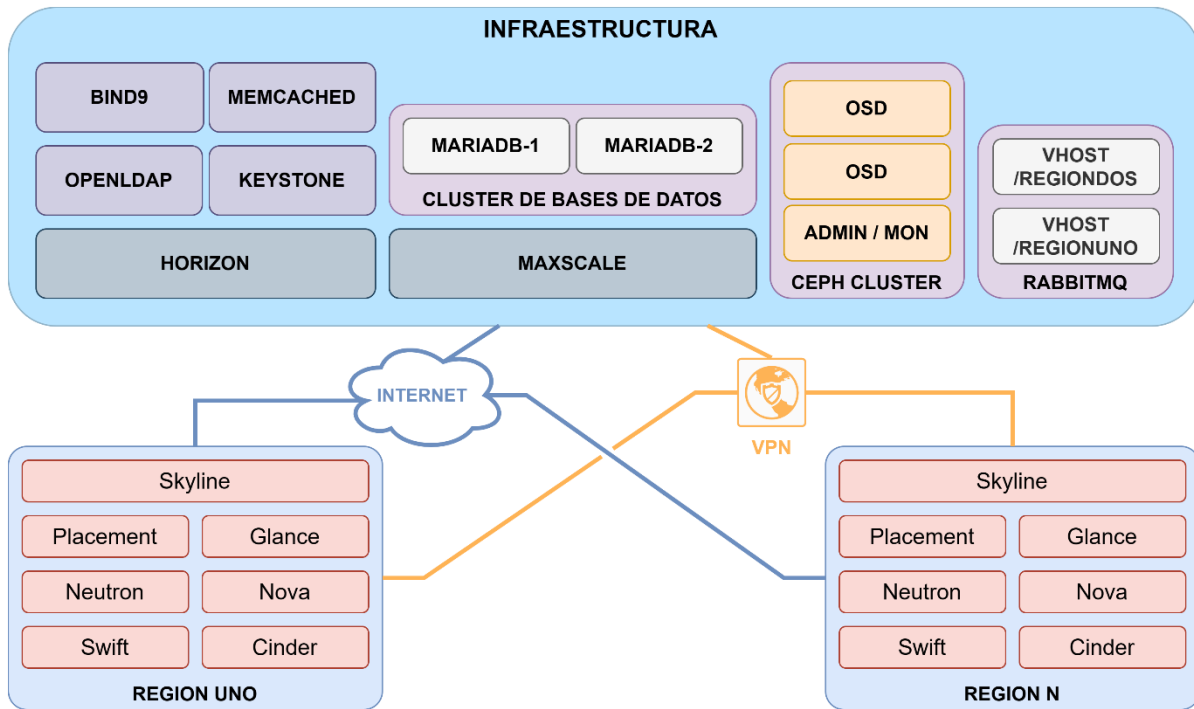 INFRAESTRUCTURA
BIND9
MEMCACHED
OPENLDAP
KEYSTONE
HORIZON
MARIADB-1
MARIADB-2
CLUSTER DE BASES DE DATOS
MAXSCALE
OSD
OSD
ADMIN / MON
CEPH CLUSTER
VHOST
/REGIONDOS
VHOST
/REGIONUNO
RABBITMQ
INTERNET
VPN
Skyline
Placement
Glance
Neutron
Nova
Swift
Cinder
REGION UNO
Skyline
Placement
Glance
Neutron
Nova
Swift
Cinder
REGION N